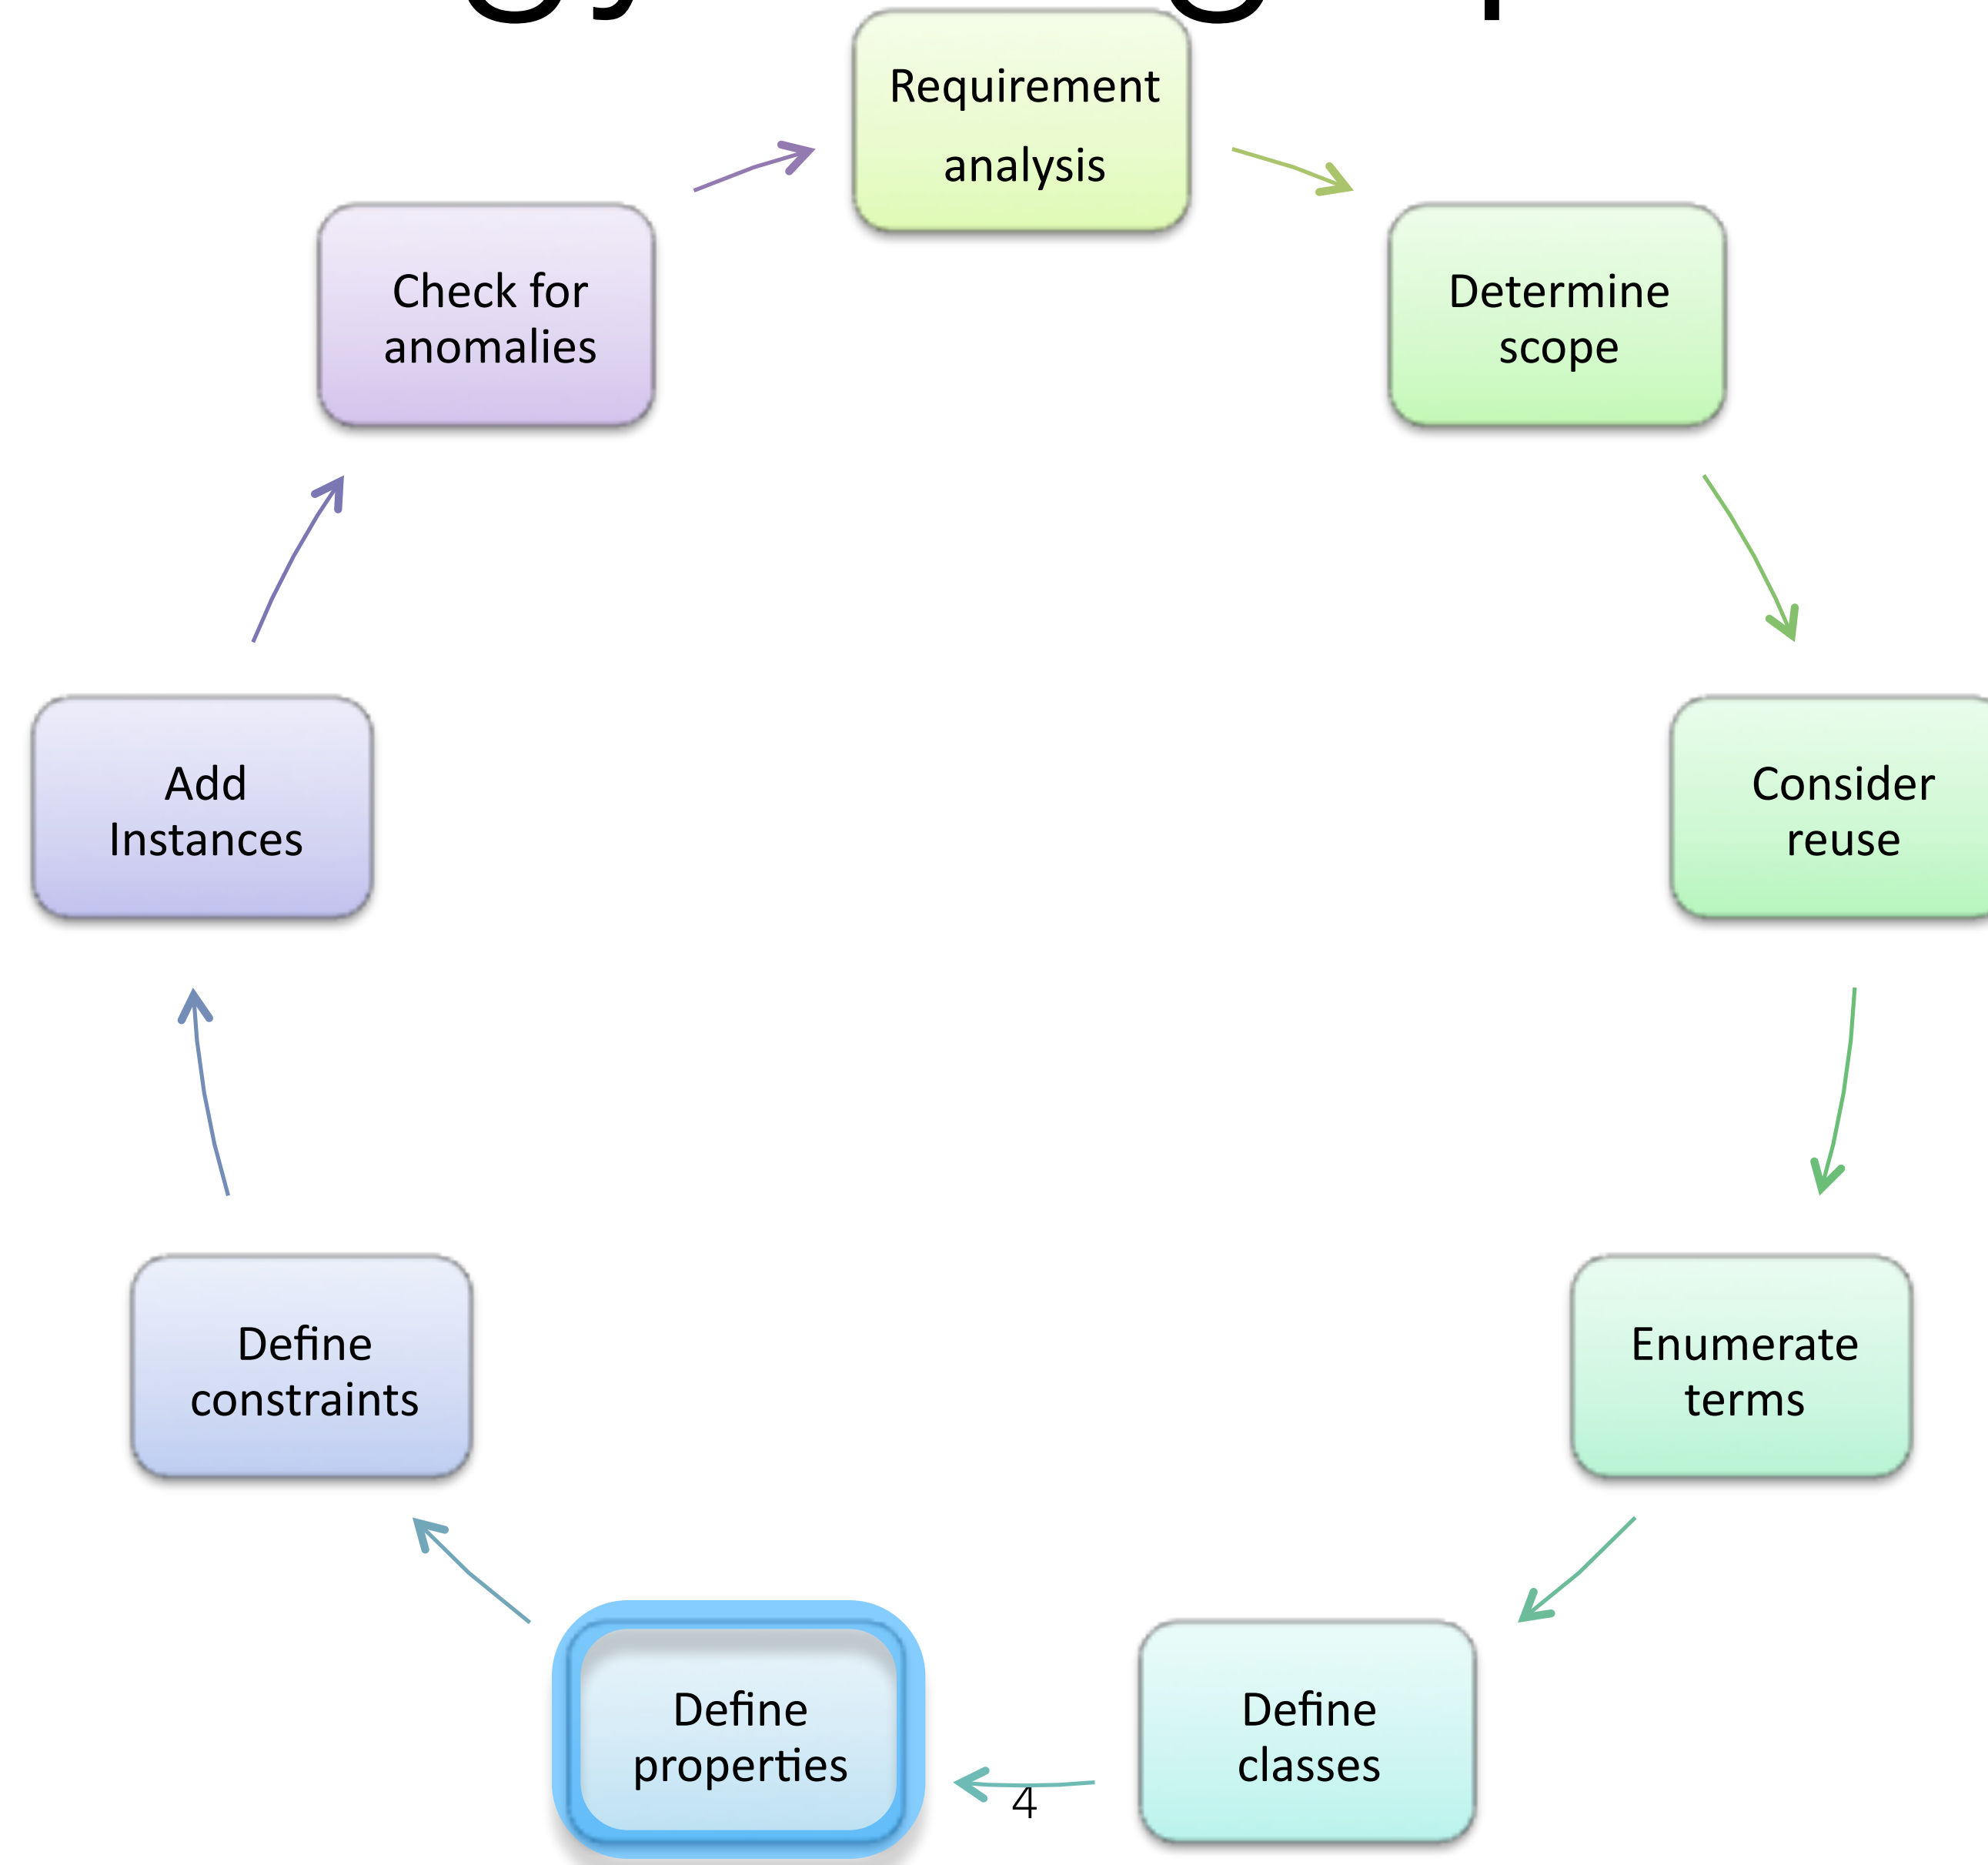 Requirement
analysis
Determine
scope
Consider
reuse
Enumerate
terms
Define
classes
Define
properties
Define
constraints
Add
Instances
Check for
anomalies
4